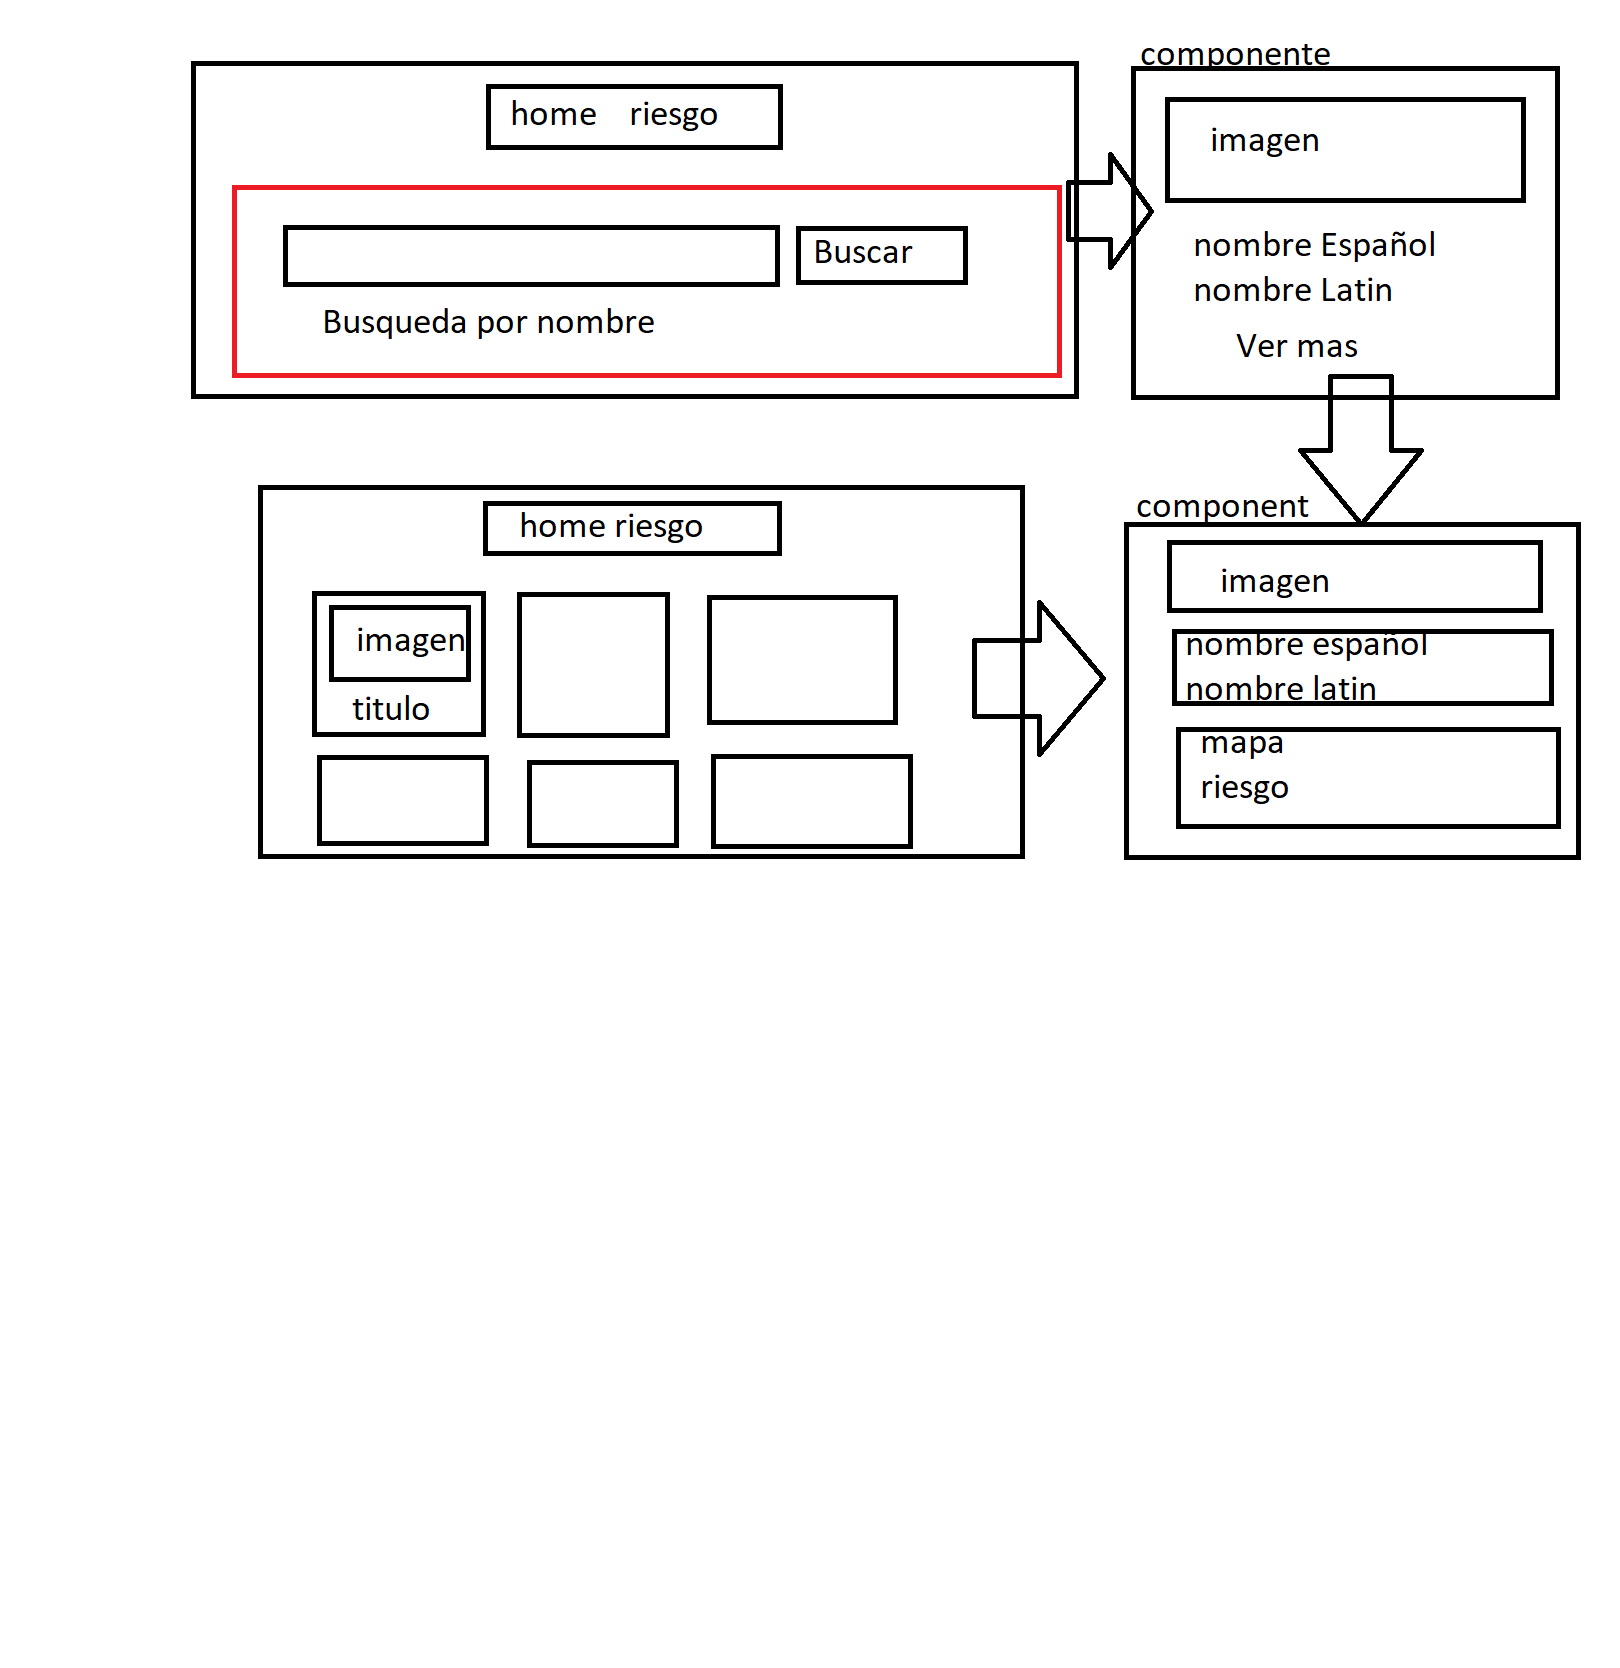 componente
home riesgo
imagen
Buscar
Busqueda por nombre
nombre Español
nombre Latin
Ver mas
home riesgo
imagen
titulo
component
imagen
nombre español
nombre latin
mapa
riesgo